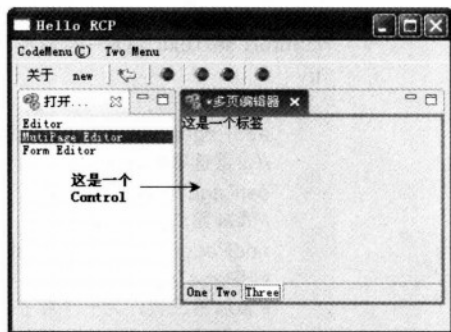 Hello RCP
CodeMenu(C) Two Menu
关于 new
打开...
*多页编辑器
Editor
MutiPage Editor
Form Editor
这是一个标签
这是一个
Control
One Two Three